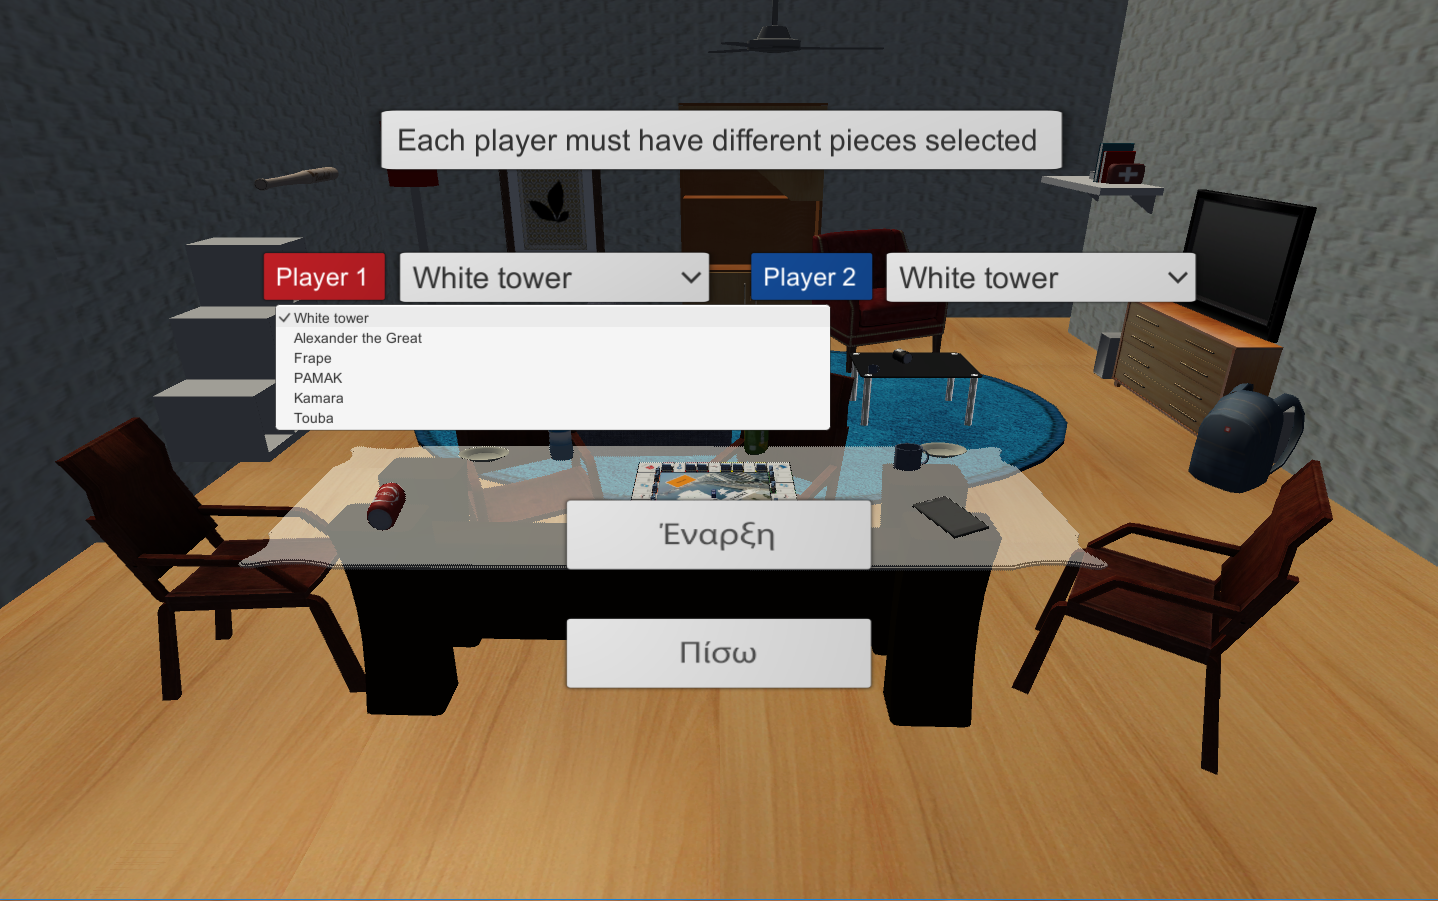 Each player must have different pieces selected
Player 1
White tower
Player 2
White tower
✓ White tower
Alexander the Great
Frape
PAMAK
Kamara
Touba
Έναρξη
Πίσω